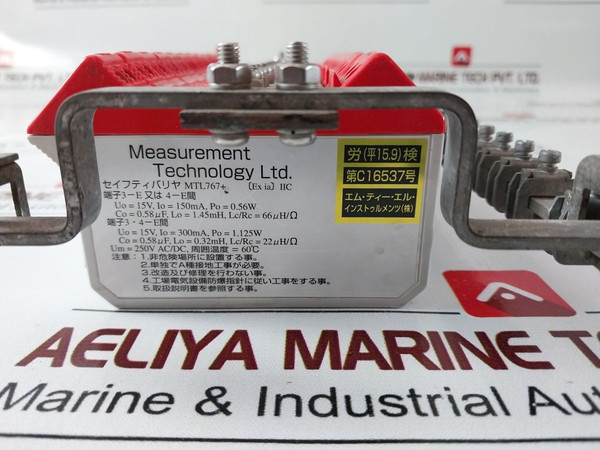 MARINE
TECH PVT. LTD.
Measurement
Technology Ltd.
セイフティバリヤ MTL767+ 〔Ex ia〕IIC
端子3－E 又は 4－E間
Uo = 15V, Io = 150mA, Po = 0.56W
Co = 0.58μF, Lo = 1.45mH, Lc/Rc = 66μH/Ω
端子3・4－E間
Uo = 15V, Io = 300mA, Po = 1.125W
Co = 0.58μF, Lo = 0.32mH, Lc/Rc = 22μH/Ω
Um = 250V AC/DC, 周囲温度 = 60℃
注意：1.非危険場所に設置する事。
2.単独でA種接地工事が必要。
3.改造及び修理を行わない事。
4.工場電気設備防爆指針に従い工事をする事。
5.取扱説明書を参照する事。
労（平15.9）検
第C16537号
エム・ティー・エル・
インストゥルメンツ（株）
AELIYA MARINE
Marine & Industrial